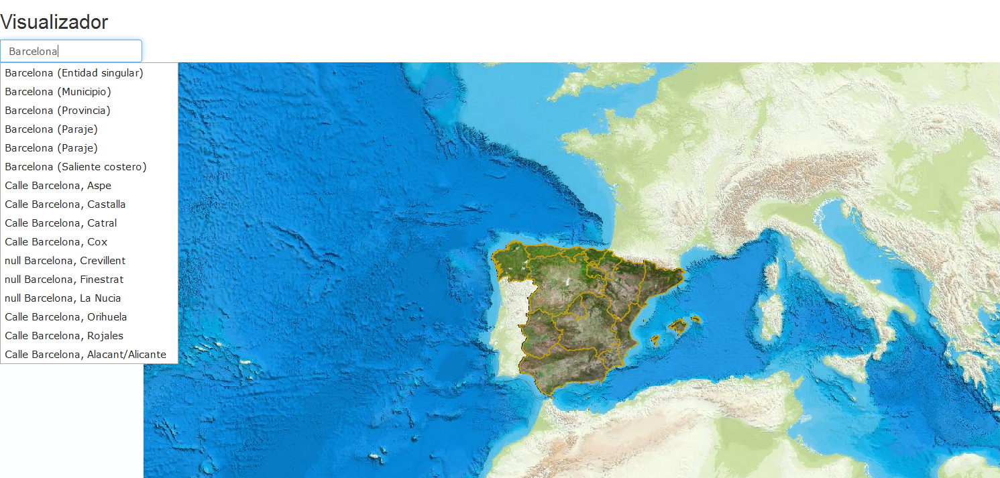 Visualizador
Barcelona
Barcelona (Entidad singular)
Barcelona (Municipio)
Barcelona (Provincia)
Barcelona (Paraje)
Barcelona (Paraje)
Barcelona (Saliente costero)
Calle Barcelona, Aspe
Calle Barcelona, Castalla
Calle Barcelona, Catral
Calle Barcelona, Cox
null Barcelona, Crevillent
null Barcelona, Finestrat
null Barcelona, La Nucia
Calle Barcelona, Orihuela
Calle Barcelona, Rojales
Calle Barcelona, Alacant/Alicante